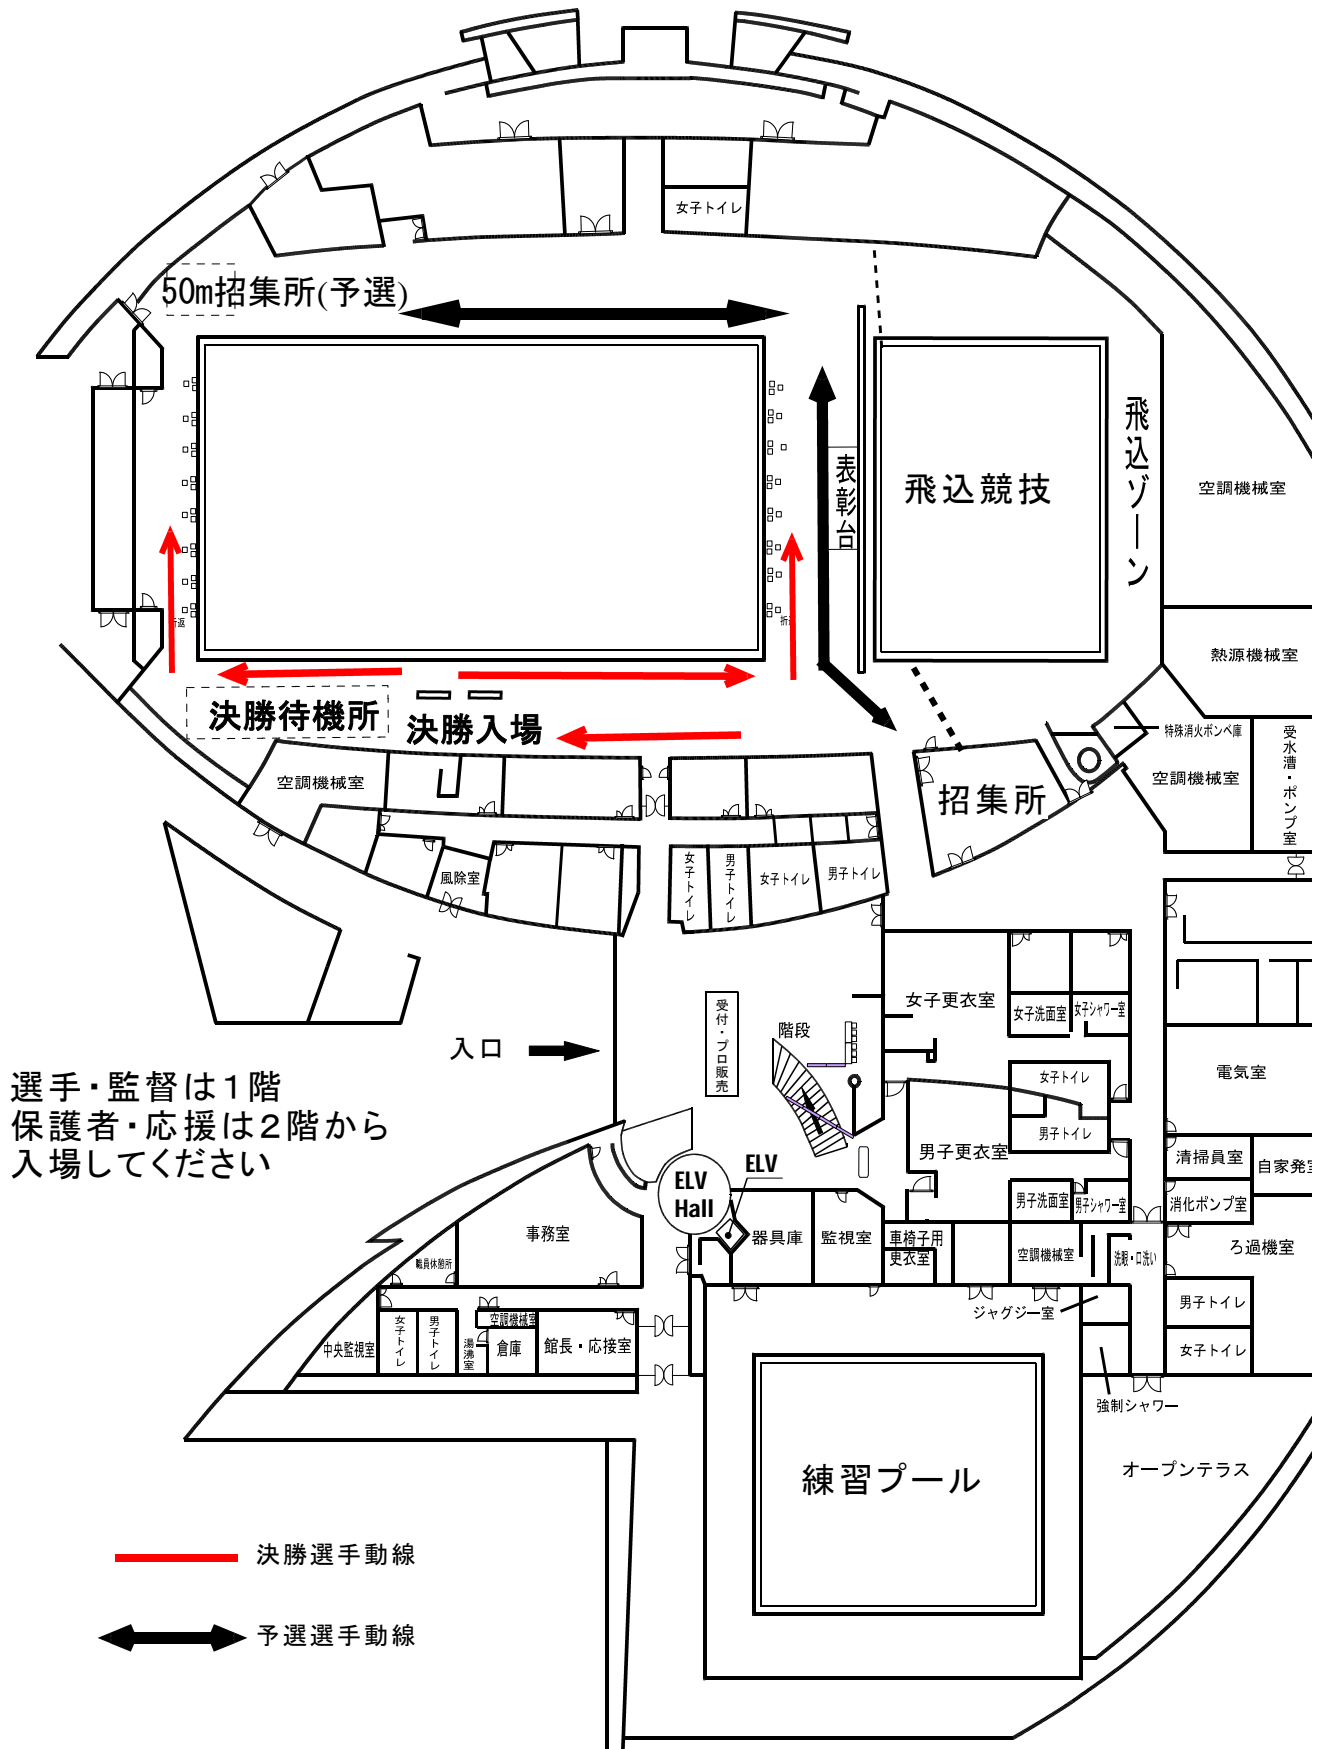 女子トイレ
50m招集所(予選)
飛込ゾーン
表彰台
飛込競技
空調機械室
折返
熱源機械室
決勝待機所
決勝入場
特殊消火ボンベ庫
受水漕・ポンプ室
空調機械室
空調機械室
招集所
風除室
女子トイレ
男子トイレ
女子トイレ
男子トイレ
女子更衣室
女子洗面室
女子シャワー室
受付・プロ販売
階段
入口
電気室
女子トイレ
選手・監督は1階
保護者・応援は2階から
入場してください
男子トイレ
男子更衣室
清掃員室
自家発
ELV
ELV
Hall
男子洗面室
男子シャワー室
消化ポンプ室
事務室
器具庫
監視室
車椅子用
更衣室
空調機械室
洗眼・口洗い
ろ過機室
職員休憩所
ジャグジー室
男子トイレ
空調機械室
中央監視室
女子トイレ
男子トイレ
湯沸室
倉庫
館長・応接室
女子トイレ
強制シャワー
オープンテラス
練習プール
決勝選手動線
予選選手動線